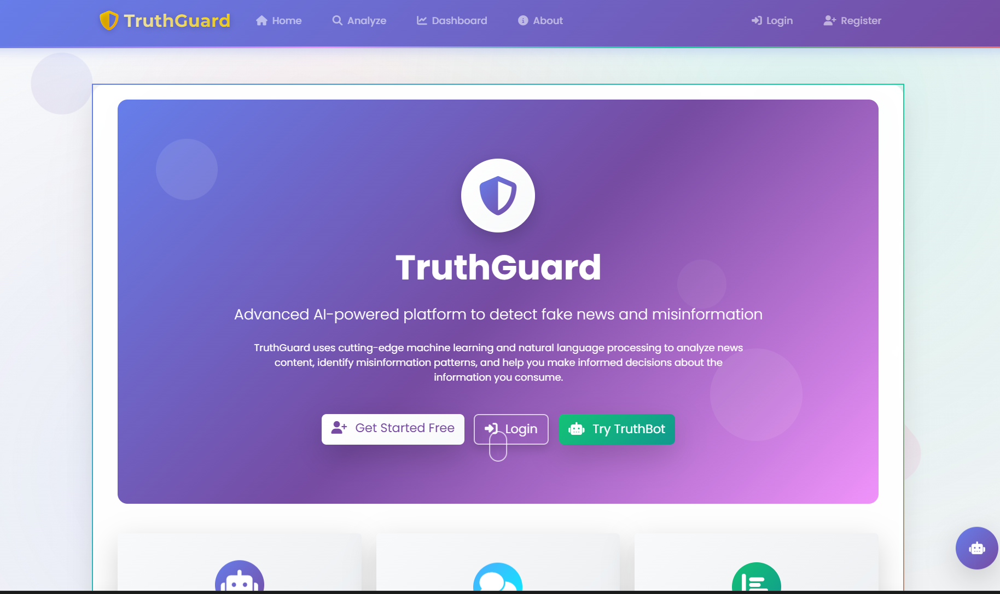 TruthGuard
Home
Analyze
Dashboard
About
Login
Register
TruthGuard
Advanced AI-powered platform to detect fake news and misinformation
TruthGuard uses cutting-edge machine learning and natural language processing to analyze news
content, identify misinformation patterns, and help you make informed decisions about the
information you consume.
Get Started Free
Login
Try TruthBot